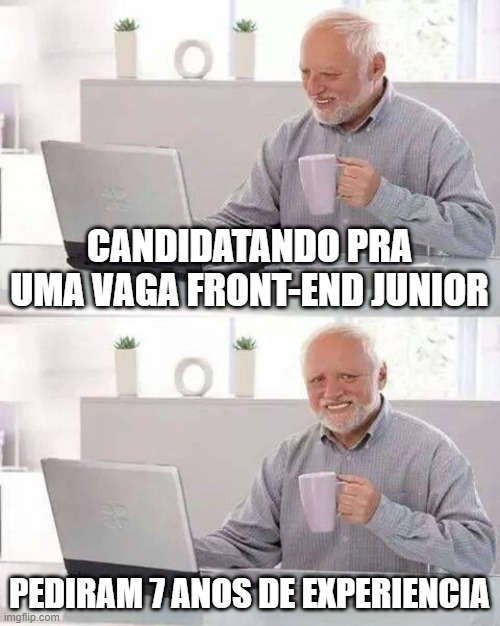 CANDIDATANDO PRA
UMA VAGA FRONT-END JUNIOR
PEDIRAM 7 ANOS DE EXPERIENCIA
imgflip.com